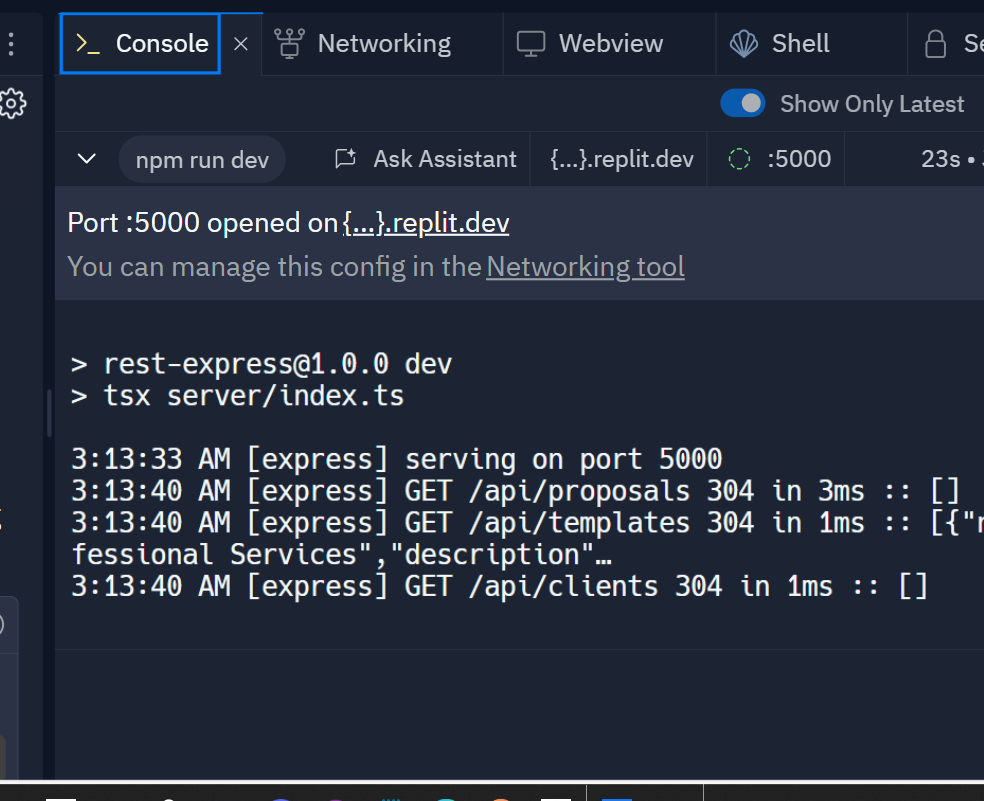 Console Networking Webview Shell
Show Only Latest
npm run dev Ask Assistant {...}.replit.dev :5000 23s •
Port :5000 opened on {...}.replit.dev
You can manage this config in the Networking tool
> rest-express@1.0.0 dev
> tsx server/index.ts
3:13:33 AM [express] serving on port 5000
3:13:40 AM [express] GET /api/proposals 304 in 3ms :: []
3:13:40 AM [express] GET /api/templates 304 in 1ms :: [{"
fessional Services","description"…
3:13:40 AM [express] GET /api/clients 304 in 1ms :: []